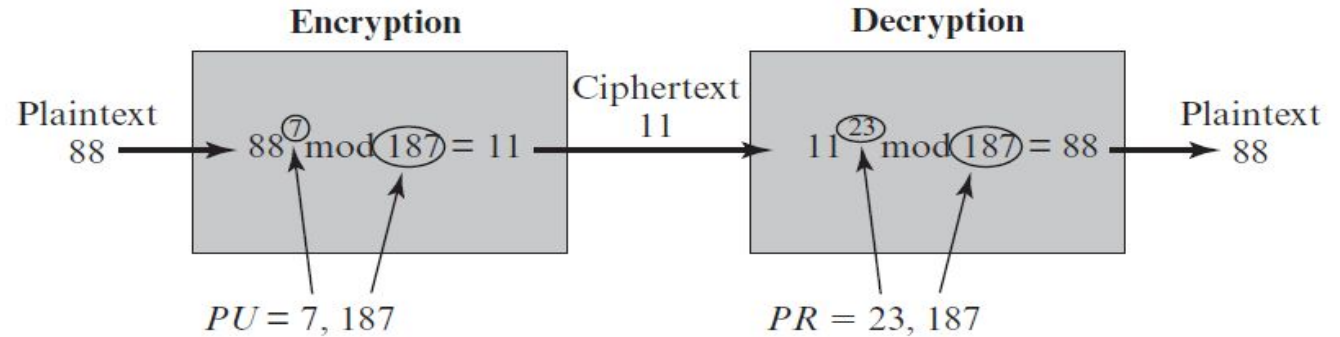 Encryption
Decryption
Plaintext
88
88^7 mod 187 = 11
Ciphertext
11
11^23 mod 187 = 88
Plaintext
88
PU = 7, 187
PR = 23, 187